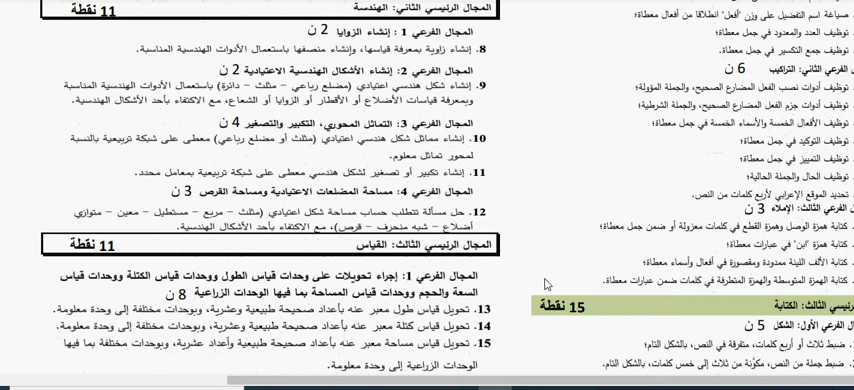 المجال الرئيسي الثاني: الهندسة 11 نقطة
المجال الفرعي 1 : إنشاء الزوايا 2 ن
8. إنشاء زاوية بمعرفة قياسها، وإنشاء منصفها باستعمال الأدوات الهندسية المناسبة.
المجال الفرعي 2: إنشاء الأشكال الهندسية الاعتيادية 2 ن
9. إنشاء شكل هندسي اعتيادي (مضلع رباعي – مثلث – دائرة) باستعمال الأدوات الهندسية المناسبة
وبمعرفة قياسات الأضلاع أو الأقطار أو الزوايا أو الشعاع، مع الاكتفاء بأحد الأشكال الهندسية.
المجال الفرعي 3: التماثل المحوري، التكبير والتصغير 4 ن
10. إنشاء مماثل شكل هندسي اعتيادي (مثلث أو مضلع رباعي) معطى على شبكة تربيعية بالنسبة
لمحور تماثل معلوم.
11. إنشاء تكبير أو تصغير لشكل هندسي معطى على شبكة تربيعية بمعامل محدد.
المجال الفرعي 4: مساحة المضلعات الاعتيادية ومساحة القرص 3 ن
12. حل مسألة تتطلب حساب مساحة شكل اعتيادي (مثلث – مربع – مستطيل – معين – متوازي
أضلاع – شبه منحرف – قرص)، مع الاكتفاء بأحد الأشكال الهندسية.
المجال الرئيسي الثالث: القياس 11 نقطة
المجال الفرعي 1: إجراء تحويلات على وحدات قياس الطول ووحدات قياس الكتلة ووحدات قياس
السعة والحجم ووحدات قياس المساحة بما فيها الوحدات الزراعية 8 ن
13. تحويل قياس طول معبر عنه بأعداد صحيحة طبيعية وعشرية، وبوحدات مختلفة إلى وحدة معلومة.
14. تحويل قياس كتلة معبر عنه بأعداد صحيحة طبيعية وعشرية، وبوحدات مختلفة إلى وحدة معلومة.
15. تحويل قياس مساحة معبر عنه بأعداد صحيحة طبيعية وأعداد عشرية، وبوحدات مختلفة بما فيها
الوحدات الزراعية إلى وحدة معلومة.
صياغة اسم التفضيل على وزن "أفعل" انطلاقا من أفعال معطاة؛
توظيف العدد والمعدود في جمل معطاة؛
توظيف جمع التكسير في جمل معطاة.
الفرعي الثاني: التراكيب 6 ن
توظيف أدوات نصب الفعل المضارع الصحيح، والجملة المؤولة؛
توظيف أدوات جزم الفعل المضارع الصحيح، والجملة الشرطية؛
توظيف الأفعال الخمسة والأسماء الخمسة في جمل معطاة؛
توظيف التوكيد في جمل معطاة؛
توظيف التمييز في جمل معطاة؛
توظيف الحال والجملة الحالية؛
تحديد الموقع الإعرابي لأربع كلمات من النص.
الفرعي الثالث: الإملاء 3 ن
كتابة همزة الوصل وهمزة القطع في كلمات معزولة أو ضمن جمل معطاة؛
كتابة همزة "ابن" في عبارات معطاة؛
كتابة الألف اللينة ممدودة ومقصورة في أفعال وأسماء معطاة؛
كتابة الهمزة المتوسطة والهمزة المتطرفة في كلمات ضمن عبارات معطاة.
الثالث: الكتابة 15 نقطة
الفرعي الأول: الشكل 5 ن
ضبط ثلاث أو أربع كلمات، متفرقة في النص، بالشكل التام؛
ضبط جملة من النص، مكوّنة من ثلاث إلى خمس كلمات، بالشكل التام.